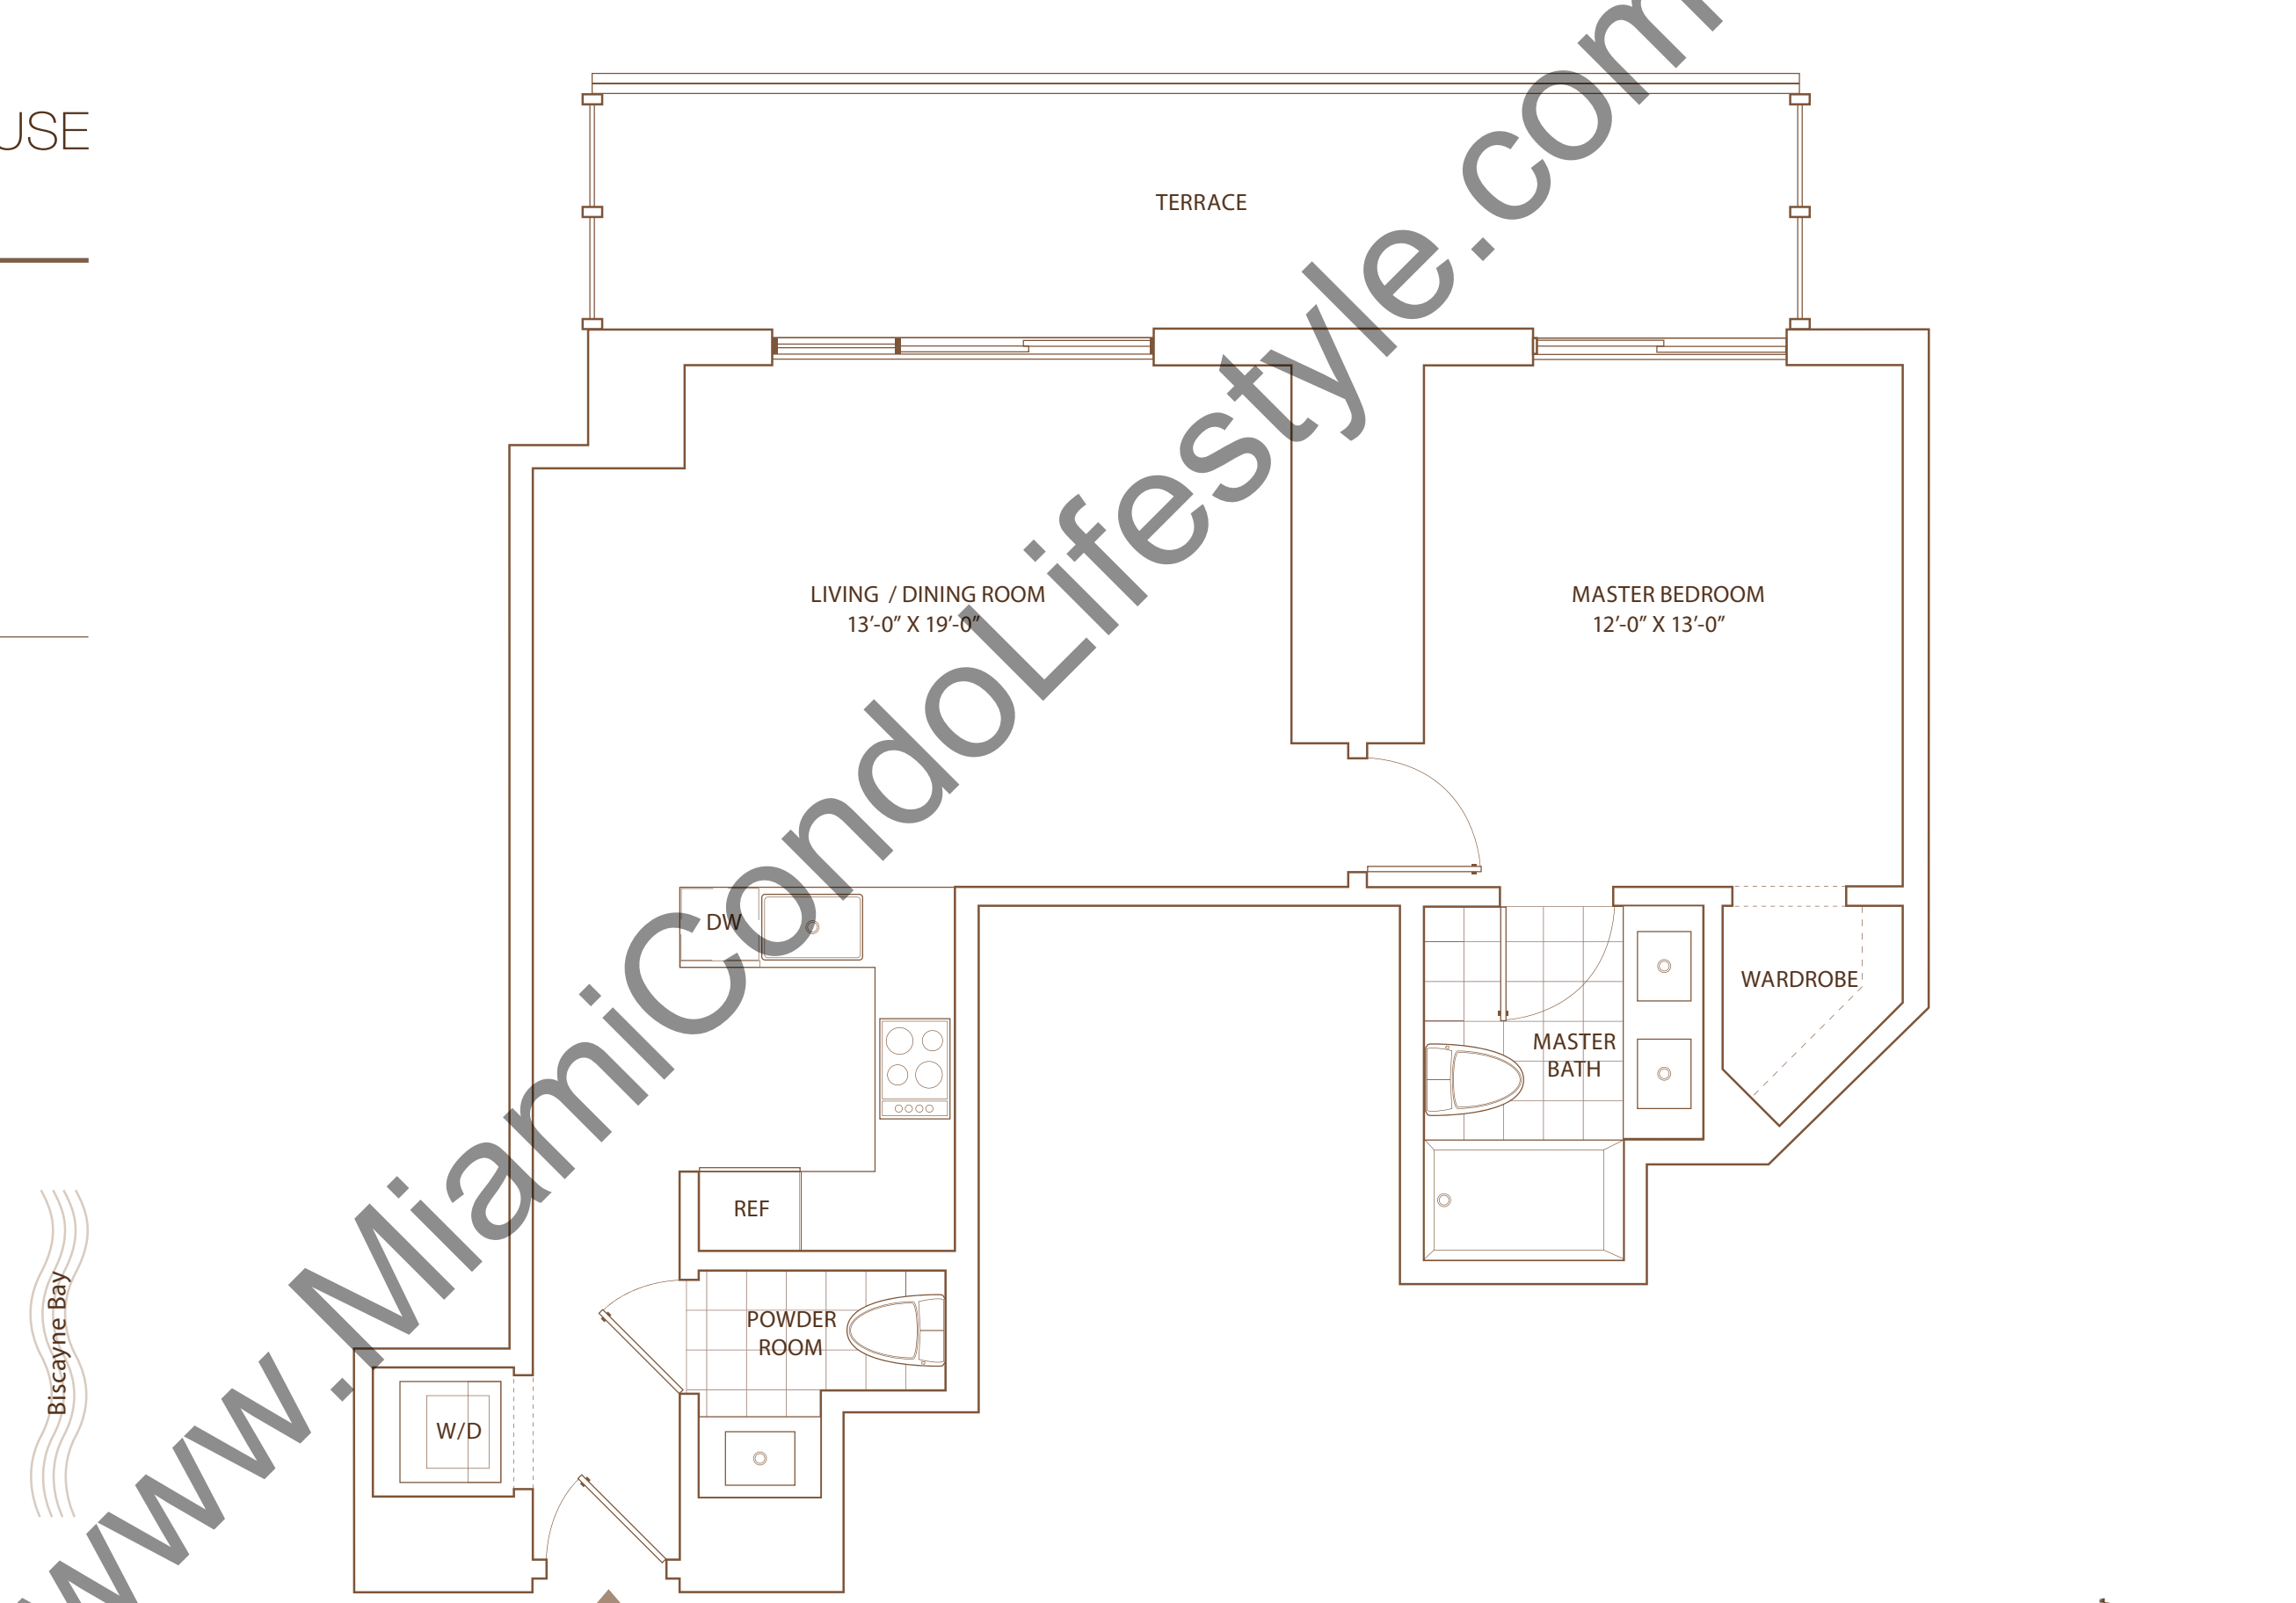 USE
TERRACE
LIVING / DINING ROOM
13’-0” X 19’-0”
MASTER BEDROOM
12’-0” X 13’-0”
DW
WARDROBE
MASTER
BATH
REF
POWDER
ROOM
W/D
Biscayne Bay
www.MiamiCondoLifestyle.com